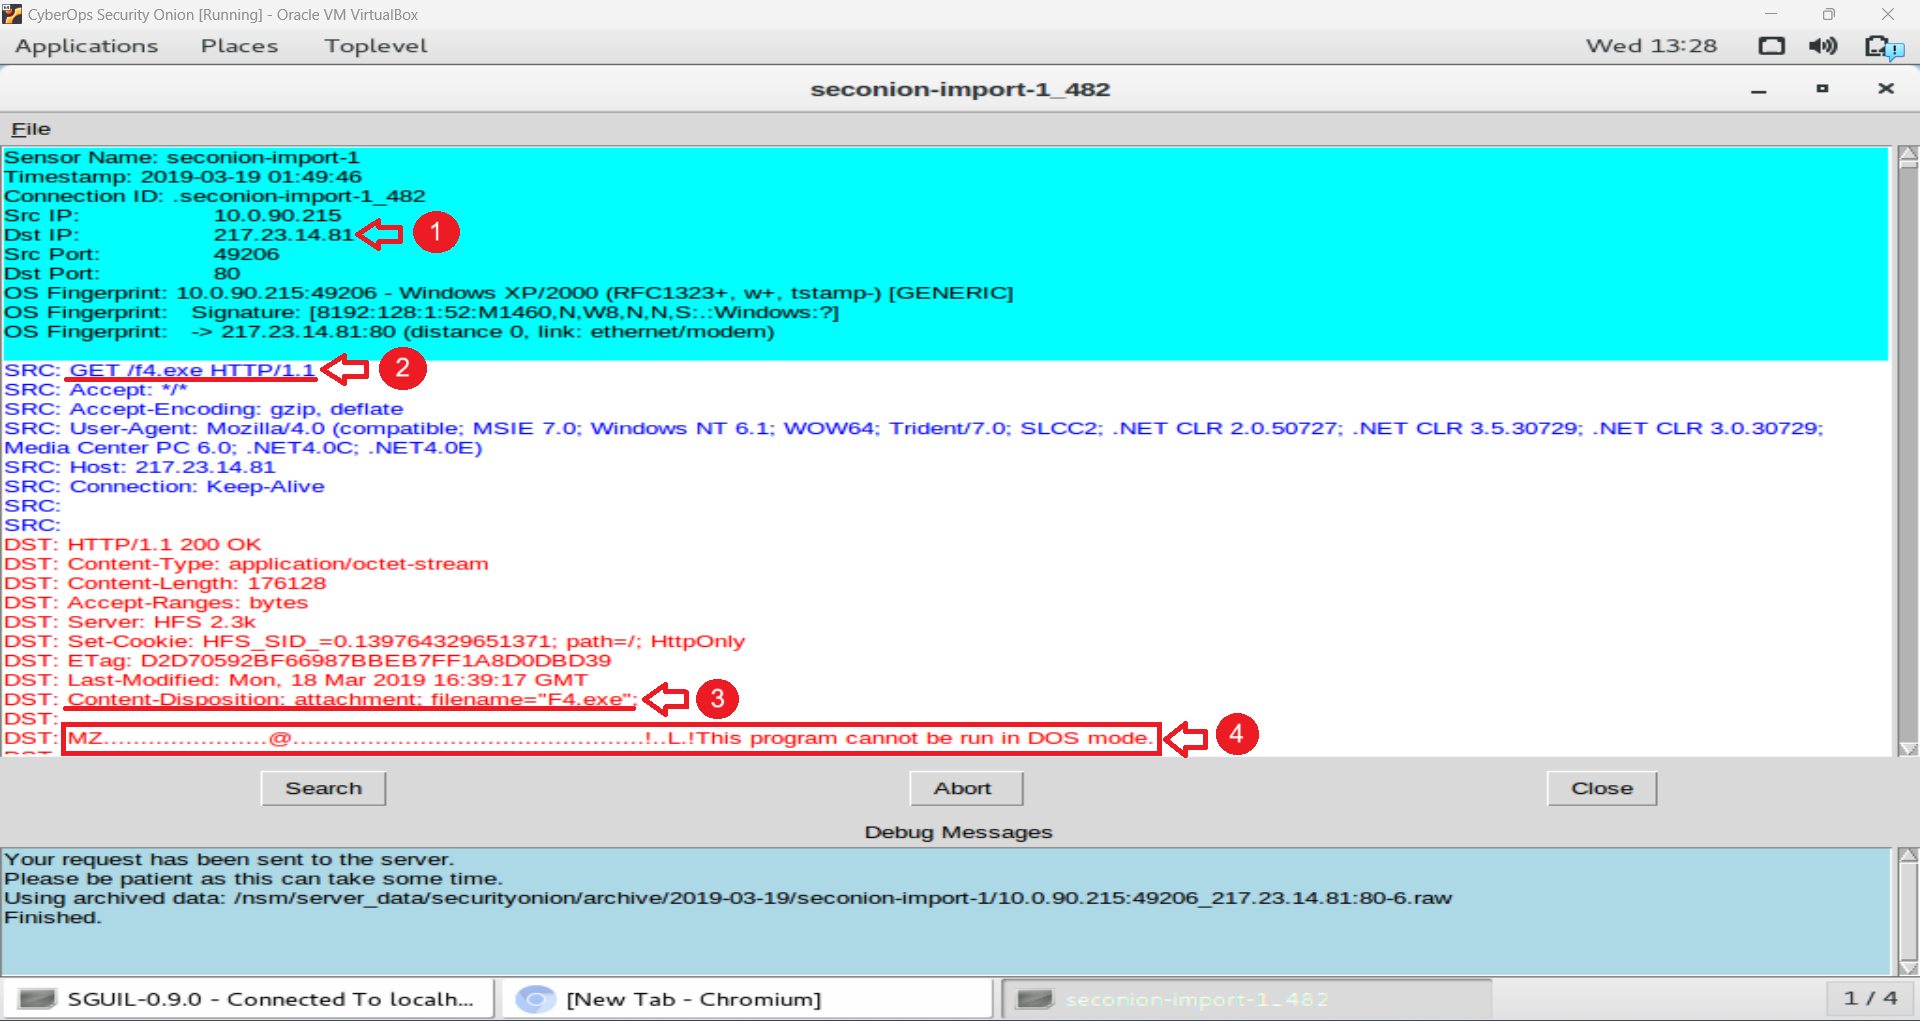 CyberOps Security Onion [Running] - Oracle VM VirtualBox
Applications Places Toplevel Wed 13:28
seconion-import-1_482
File
Sensor Name: seconion-import-1
Timestamp: 2019-03-19 01:49:46
Connection ID: .seconion-import-1_482
Src IP: 10.0.90.215
Dst IP: 217.23.14.81 1
Src Port: 49206
Dst Port: 80
OS Fingerprint: 10.0.90.215:49206 - Windows XP/2000 (RFC1323+, w+, tstamp-) [GENERIC]
OS Fingerprint: Signature: [8192:128:1:52:M1460,N,W8,N,N,S:.:Windows:?]
OS Fingerprint: -> 217.23.14.81:80 (distance 0, link: ethernet/modem)
SRC: GET /f4.exe HTTP/1.1 2
SRC: Accept: */*
SRC: Accept-Encoding: gzip, deflate
SRC: User-Agent: Mozilla/4.0 (compatible; MSIE 7.0; Windows NT 6.1; WOW64; Trident/7.0; SLCC2; .NET CLR 2.0.50727; .NET CLR 3.5.30729; .NET CLR 3.0.30729;
Media Center PC 6.0; .NET4.0C; .NET4.0E)
SRC: Host: 217.23.14.81
SRC: Connection: Keep-Alive
SRC:
SRC:
DST: HTTP/1.1 200 OK
DST: Content-Type: application/octet-stream
DST: Content-Length: 176128
DST: Accept-Ranges: bytes
DST: Server: HFS 2.3k
DST: Set-Cookie: HFS_SID_=0.139764329651371; path=/; HttpOnly
DST: ETag: D2D70592BF66987BBEB7FF1A8D0DBD39
DST: Last-Modified: Mon, 18 Mar 2019 16:39:17 GMT
DST: Content-Disposition: attachment; filename="F4.exe"; 3
DST:
DST: MZ......................@...............................................!..L.!This program cannot be run in DOS mode. 4
Search Abort Close
Debug Messages
Your request has been sent to the server.
Please be patient as this can take some time.
Using archived data: /nsm/server_data/securityonion/archive/2019-03-19/seconion-import-1/10.0.90.215:49206_217.23.14.81:80-6.raw
Finished.
SGUIL-0.9.0 - Connected To localh... [New Tab - Chromium] seconion-import-1_482 1 / 4